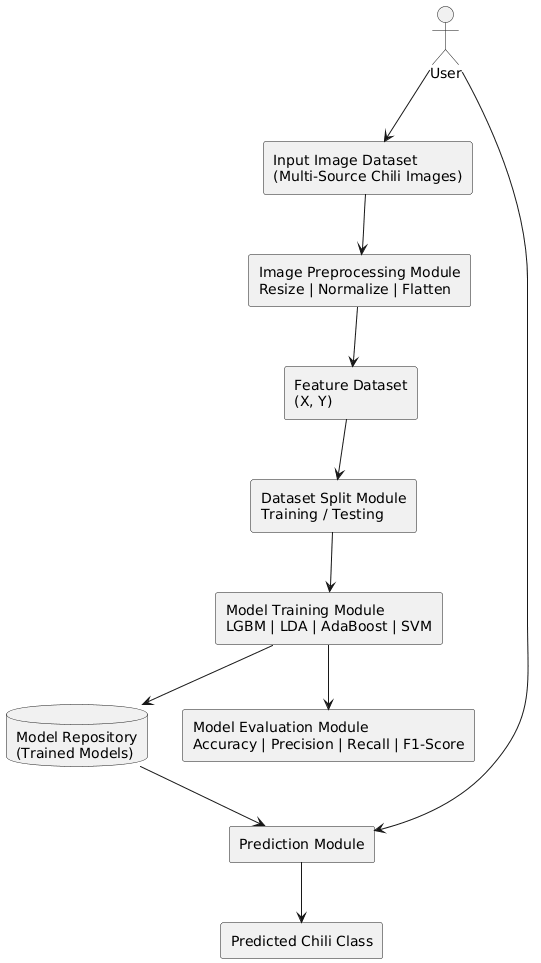 User
Input Image Dataset
(Multi-Source Chili Images)
Image Preprocessing Module
Resize | Normalize | Flatten
Feature Dataset
(X, Y)
Dataset Split Module
Training / Testing
Model Training Module
LGBM | LDA | AdaBoost | SVM
Model Repository
(Trained Models)
Model Evaluation Module
Accuracy | Precision | Recall | F1-Score
Prediction Module
Predicted Chili Class